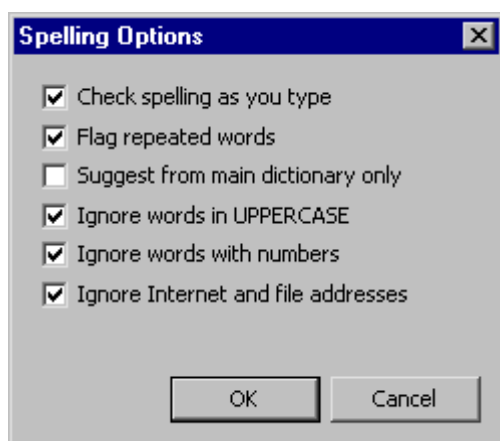 Spelling Options
Check spelling as you type
Flag repeated words
Suggest from main dictionary only
Ignore words in UPPERCASE
Ignore words with numbers
Ignore Internet and file addresses
OK Cancel